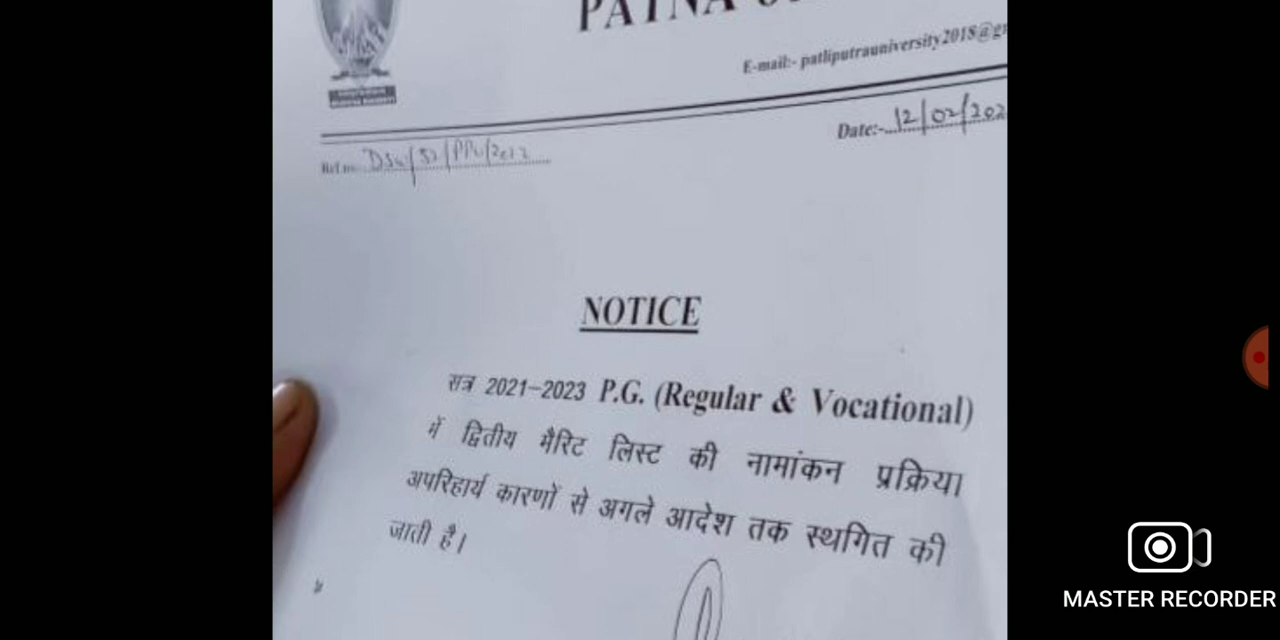 PATNA
E-mail:- patliputrauniversity2018@g
Date:- 12/02/202
NOTICE
सत्र 2021-2023 P.G. (Regular & Vocational)
में द्वितीय मैरिट लिस्ट की नामांकन प्रक्रिया
अपरिहार्य कारणों से अगले आदेश तक स्थगित की
जाती है।
MASTER RECORDER